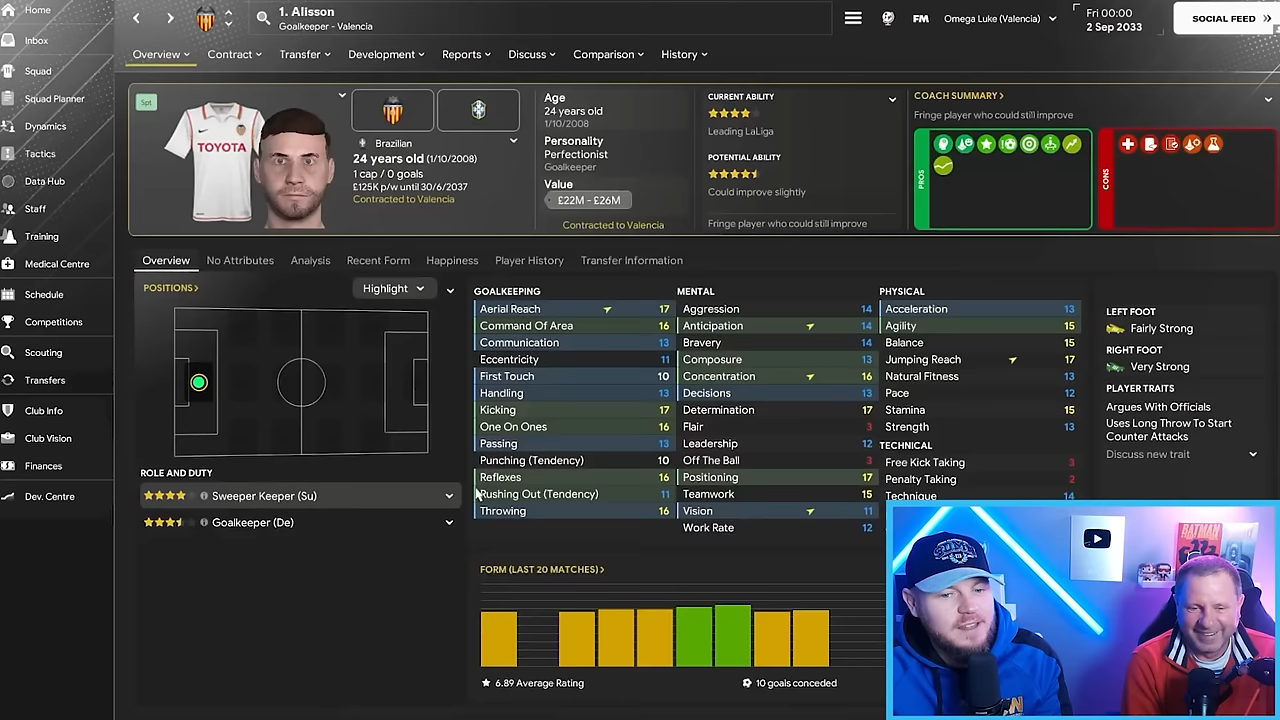 Home
Inbox
Squad
Squad Planner
Dynamics
Tactics
Data Hub
Staff
Training
Medical Centre
Schedule
Competitions
Scouting
Transfers
Club Info
Club Vision
Finances
Dev. Centre
1. Alisson
Goalkeeper - Valencia
FM
Omega Luke (Valencia)
Fri 00:00
2 Sep 2033
SOCIAL FEED
Overview
Contract
Transfer
Development
Reports
Discuss
Comparison
History
Spt
TOYOTA
Brazilian
24 years old (1/10/2008)
1 cap / 0 goals
£125K p/w until 30/6/2037
Contracted to Valencia
Age
24 years old
1/10/2008
Personality
Perfectionist
Goalkeeper
Value
£22M - £26M
Contracted to Valencia
CURRENT ABILITY
Leading LaLiga
POTENTIAL ABILITY
Could improve slightly
Fringe player who could still improve
COACH SUMMARY
Fringe player who could still improve
PROS
CONS
Overview
No Attributes
Analysis
Recent Form
Happiness
Player History
Transfer Information
POSITIONS
Highlight
ROLE AND DUTY
Sweeper Keeper (Su)
Goalkeeper (De)
GOALKEEPING
Aerial Reach 17
Command Of Area 16
Communication 13
Eccentricity 11
First Touch 10
Handling 13
Kicking 17
One On Ones 16
Passing 13
Punching (Tendency) 10
Reflexes 16
Rushing Out (Tendency) 11
Throwing 16
MENTAL
Aggression 14
Anticipation 14
Bravery 14
Composure 13
Concentration 16
Decisions 13
Determination 17
Flair 3
Leadership 12
Off The Ball 3
Positioning 17
Teamwork 15
Vision 11
Work Rate 12
PHYSICAL
Acceleration 13
Agility 15
Balance 15
Jumping Reach 17
Natural Fitness 13
Pace 12
Stamina 15
Strength 13
TECHNICAL
Free Kick Taking 3
Penalty Taking 2
Technique 14
LEFT FOOT
Fairly Strong
RIGHT FOOT
Very Strong
PLAYER TRAITS
Argues With Officials
Uses Long Throw To Start
Counter Attacks
Discuss new trait
FORM (LAST 20 MATCHES)
6.89 Average Rating
10 goals conceded
BATMAN